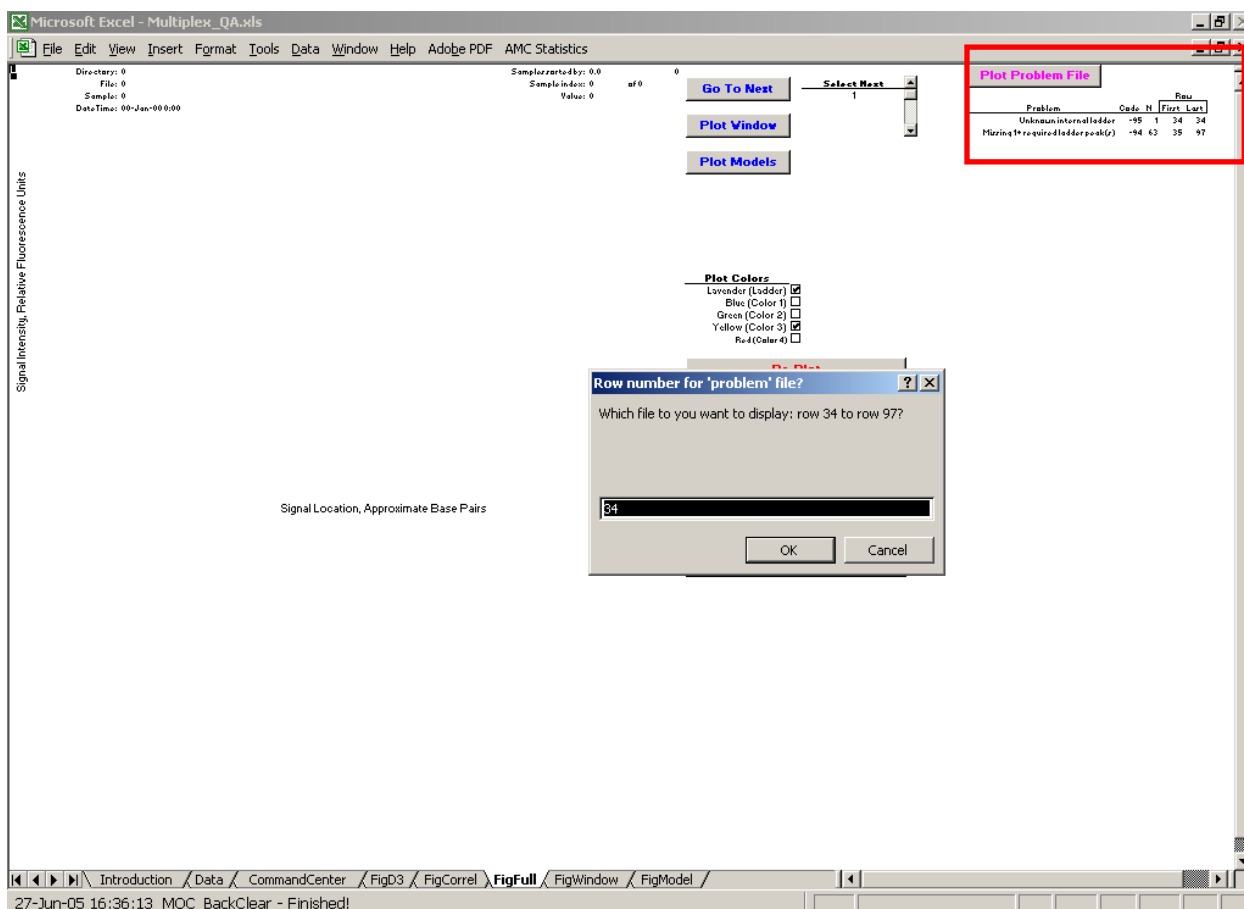 Microsoft Excel - Multiplex_QA.xls
File Edit View Insert Format Tools Data Window Help Adobe PDF AMC Statistics
Directory: 0
File: 0
Sample: 0
DateTime: 00-Jan-00 0:00
Samples sorted by: 0.0 0
Sample index: 0 of 0
Value: 0
Go To Next
Select Next
1
Plot Window
Plot Models
Plot Problem File
Row
Problem Code N First Last
Unknown internal ladder -95 1 34 34
Missing 1+ required ladder peak(s) -94 63 35 97
Signal Intensity, Relative Fluorescence Units
Plot Colors
Lavender (Ladder)
Blue (Color 1)
Green (Color 2)
Yellow (Color 3)
Red (Color 4)
Re-Plot
Row number for 'problem' file?
Which file to you want to display: row 34 to row 97?
34
OK Cancel
Signal Location, Approximate Base Pairs
Introduction Data CommandCenter FigD3 FigCorrel FigFull FigWindow FigModel
27-Jun-05 16:36:13 MOC_BackClear - Finished!